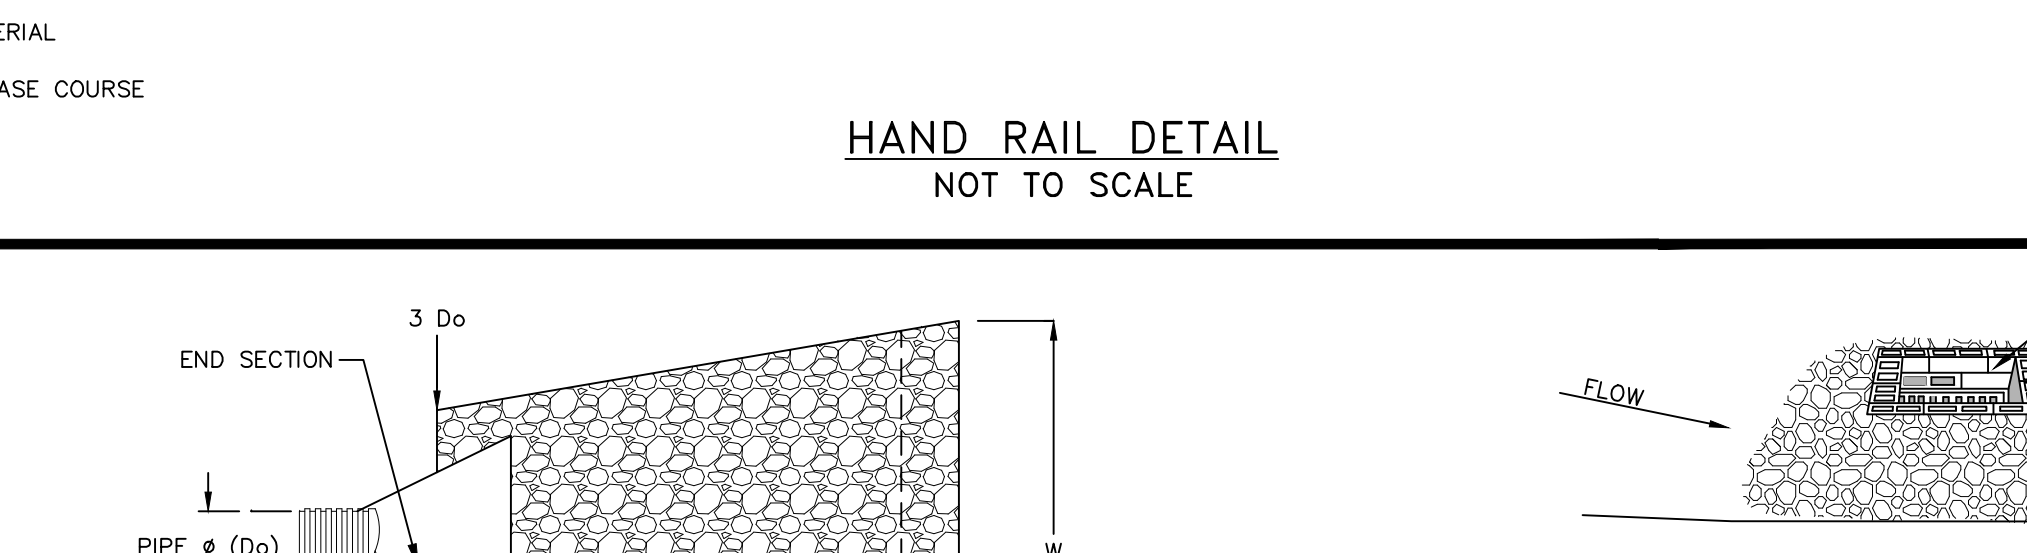 ERIAL
ASE COURSE
HAND RAIL DETAIL
NOT TO SCALE
3 Do
END SECTION
FLOW
PIPE ø (Do)
W